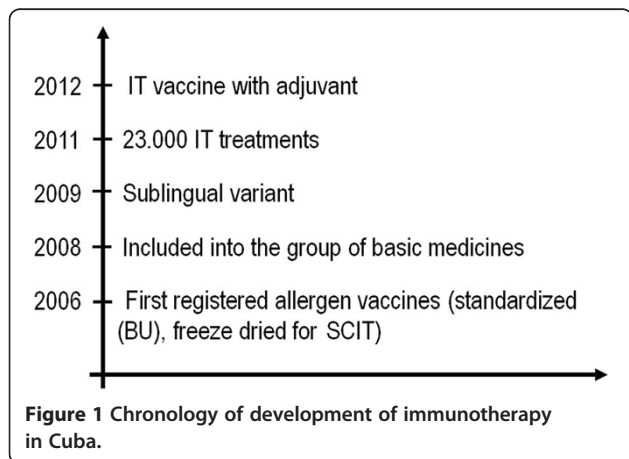 2012 IT vaccine with adjuvant
2011 23.000 IT treatments
2009 Sublingual variant
2008 Included into the group of basic medicines
2006 First registered allergen vaccines (standardized
(BU), freeze dried for SCIT)
Figure 1 Chronology of development of immunotherapy
in Cuba.